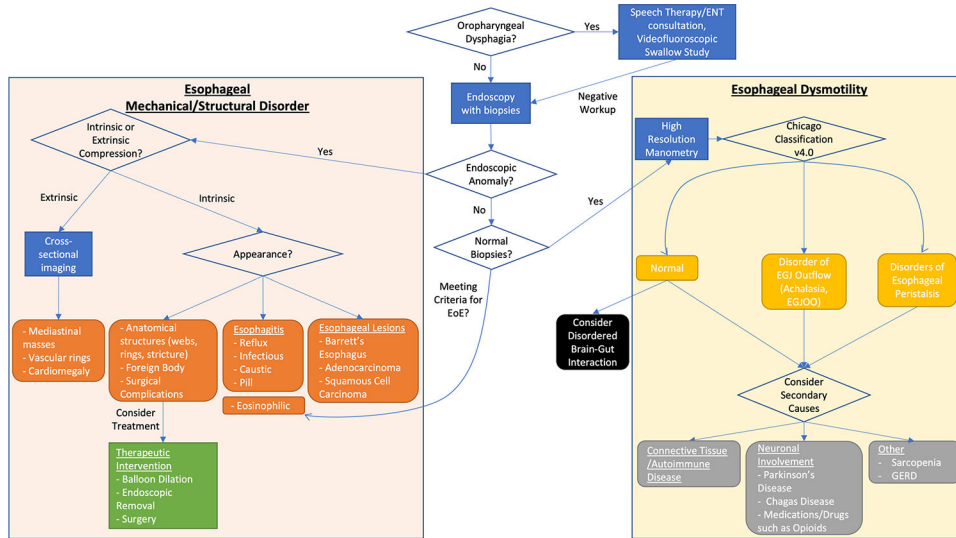 Oropharyngeal
Dysphagia?
Yes
Speech Therapy/ENT
consultation,
Videofluoroscopic
Swallow Study
No
Negative
Workup
Endoscopy
with biopsies
Endoscopic
Anomaly?
Yes
No
Normal
Biopsies?
Yes
Meeting
Criteria for
EoE?
Esophageal
Mechanical/Structural Disorder
Intrinsic or
Extrinsic
Compression?
Extrinsic
Intrinsic
Cross-
sectional
imaging
Appearance?
- Mediastinal
masses
- Vascular rings
- Cardiomegaly
- Anatomical
structures (webs,
rings, stricture)
- Foreign Body
- Surgical
Complications
Esophagitis
- Reflux
- Infectious
- Caustic
- Pill
- Eosinophilic
Esophageal Lesions
- Barrett's
Esophagus
- Adenocarcinoma
- Squamous Cell
Carcinoma
Consider
Treatment
Therapeutic
Intervention
- Balloon Dilation
- Endoscopic
Removal
- Surgery
Esophageal Dysmotility
High
Resolution
Manometry
Chicago
Classification
v4.0
Normal
Disorder of
EGJ Outflow
(Achalasia,
EGJOO)
Disorders of
Esophageal
Peristalsis
Consider
Disordered
Brain-Gut
Interaction
Consider
Secondary
Causes
Connective Tissue
/Autoimmune
Disease
Neuronal
Involvement
- Parkinson's
Disease
- Chagas Disease
- Medications/Drugs
such as Opioids
Other
- Sarcopenia
- GERD